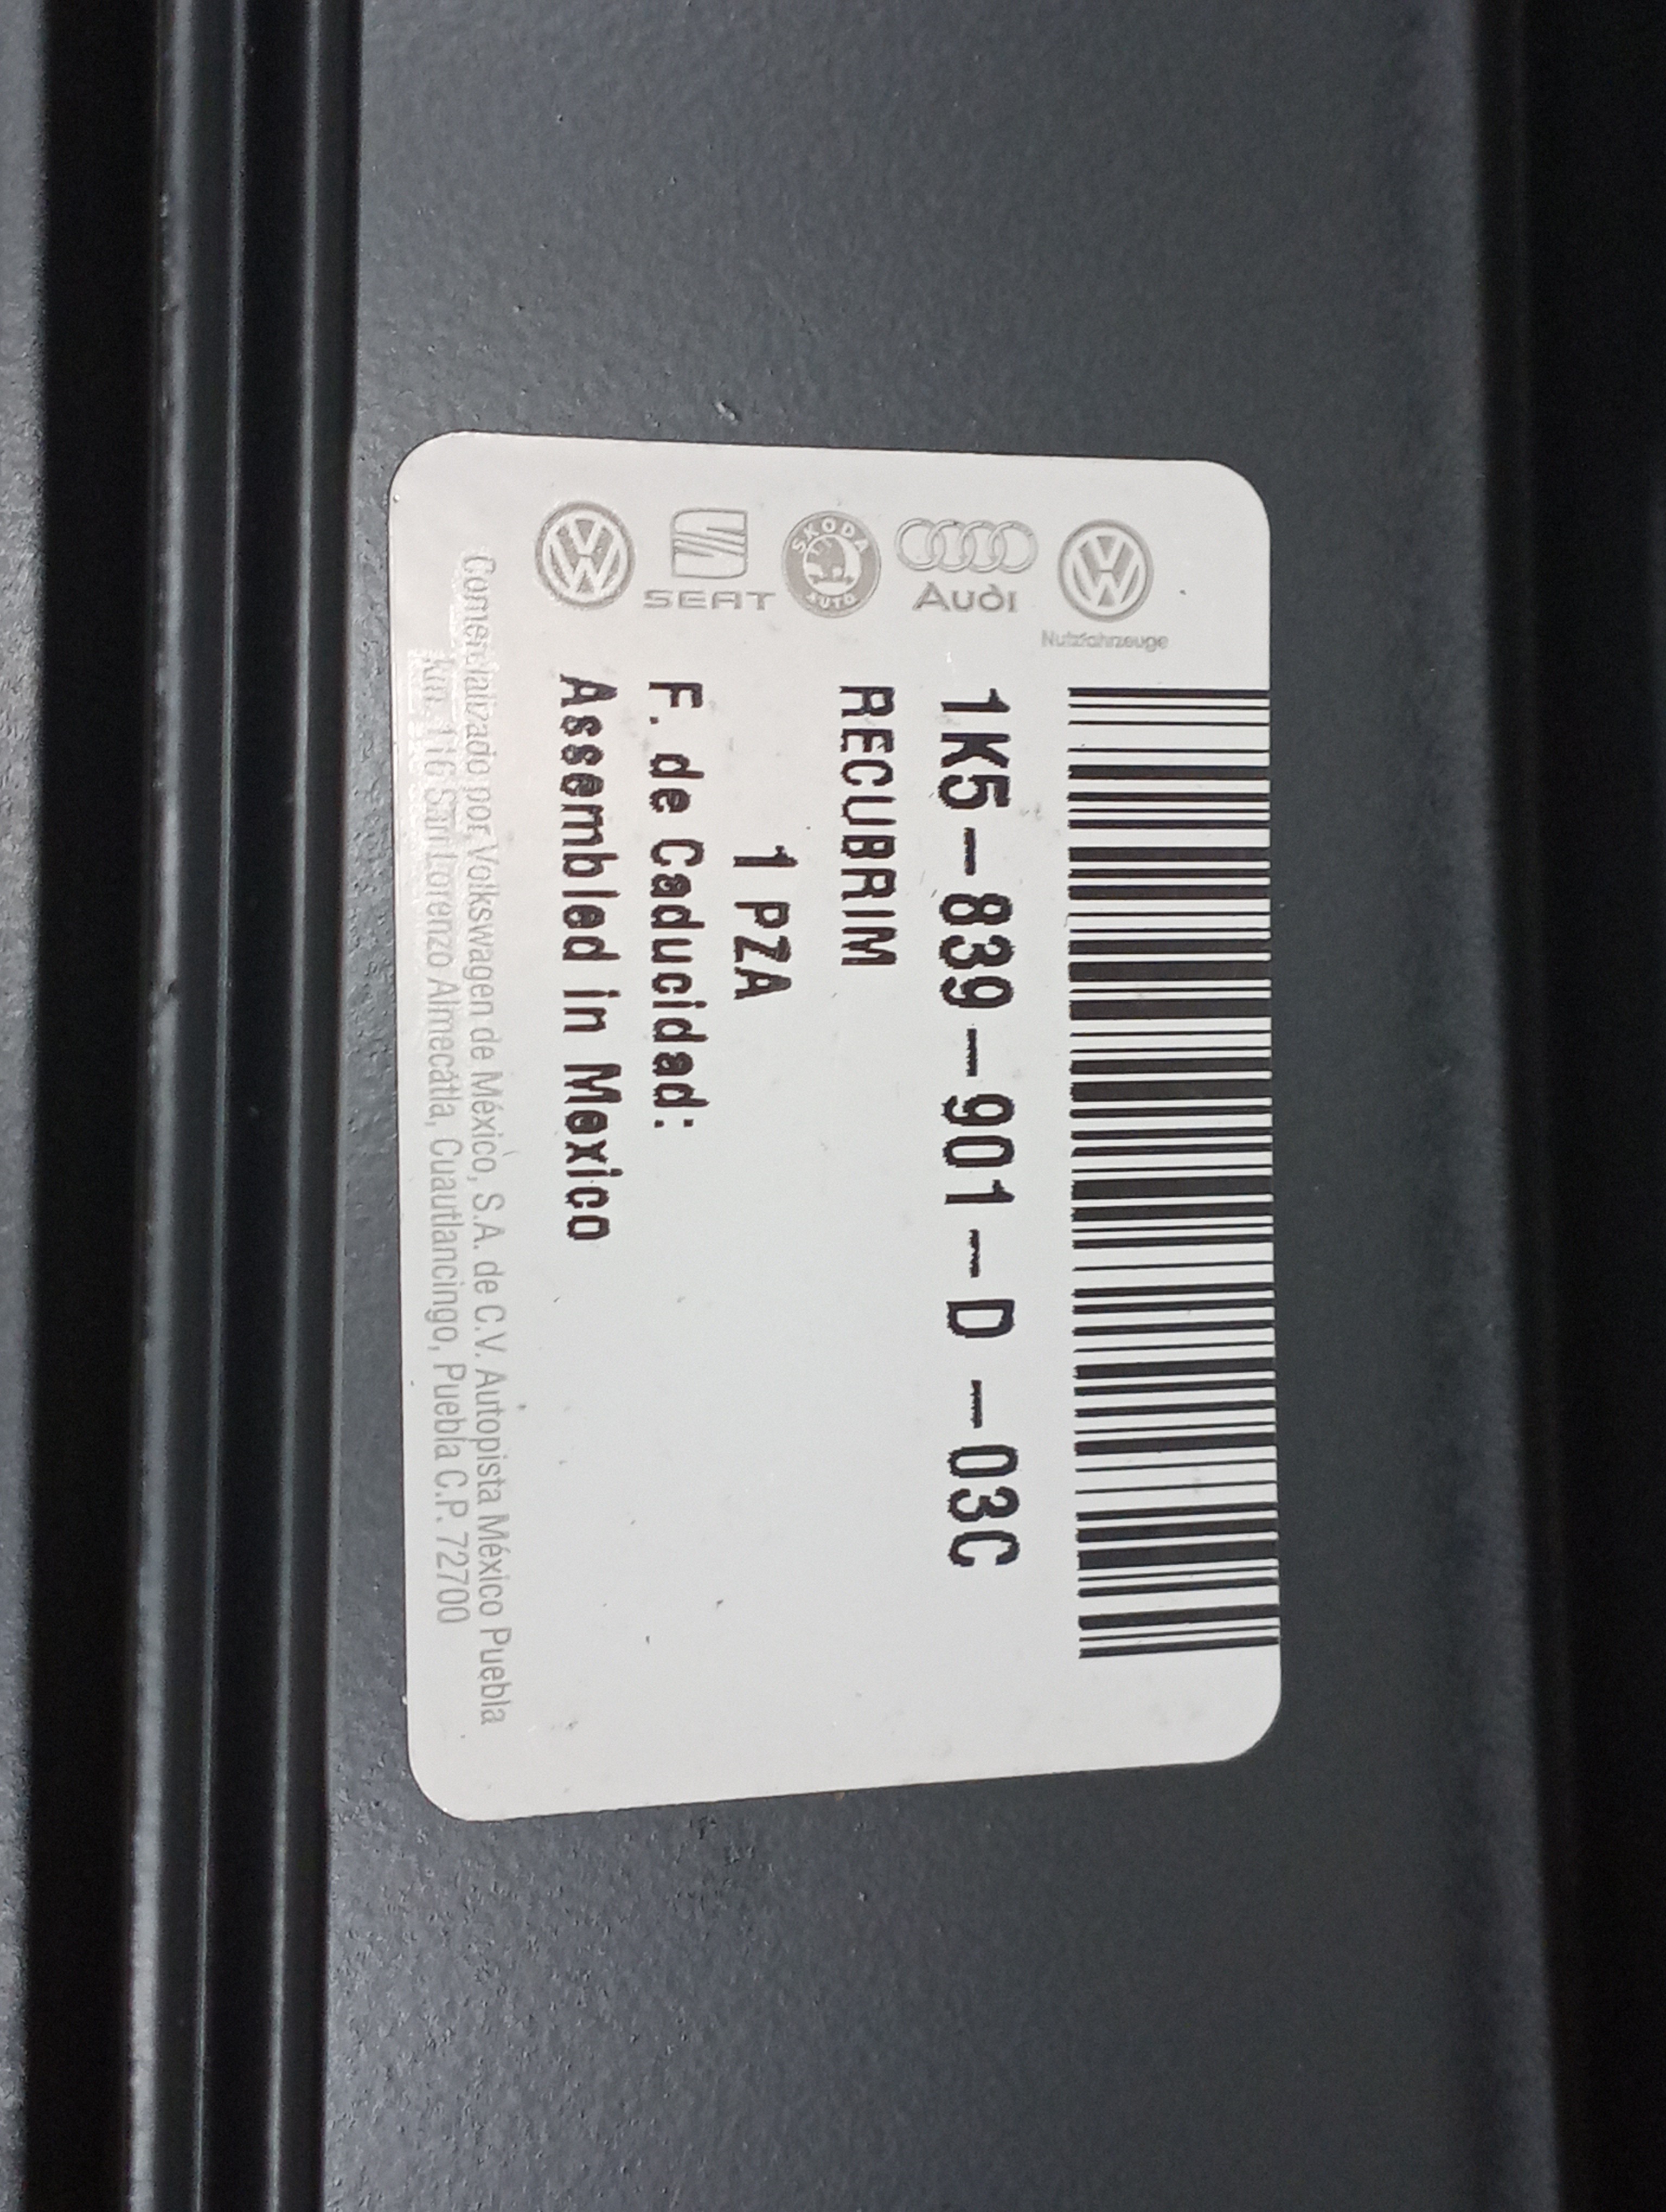 Nutzfahrzeuge
Audi
SKODA
AUTO
SEAT
1K5-839-901-D -03C
RECUBRIM
1 PZA
F. de Caducidad:
Assembled in Mexico
Comercializado por, Volkswagen de México, S.A. de C.V. Autopista México Puebla
km. 116 San Lorenzo Almecatla, Cuautlancingo, Puebla C.P. 72700